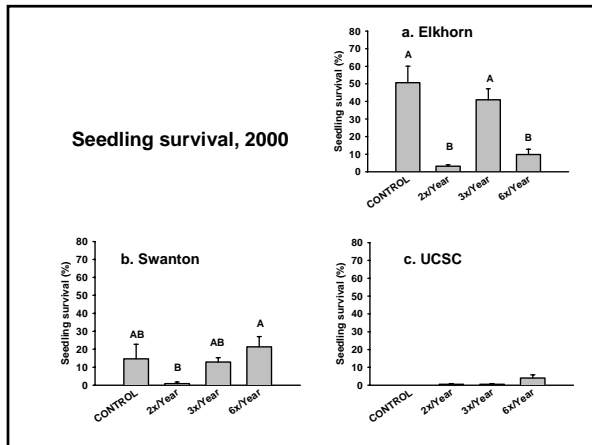 Seedling survival, 2000
a. Elkhorn
Seedling survival (%)
80
70
60
50
40
30
20
10
0
A
B
A
B
CONTROL
2x/Year
3x/Year
6x/Year
b. Swanton
Seedling survival (%)
80
70
60
50
40
30
20
10
0
AB
B
AB
A
CONTROL
2x/Year
3x/Year
6x/Year
c. UCSC
Seedling survival (%)
80
70
60
50
40
30
20
10
0
CONTROL
2x/Year
3x/Year
6x/Year